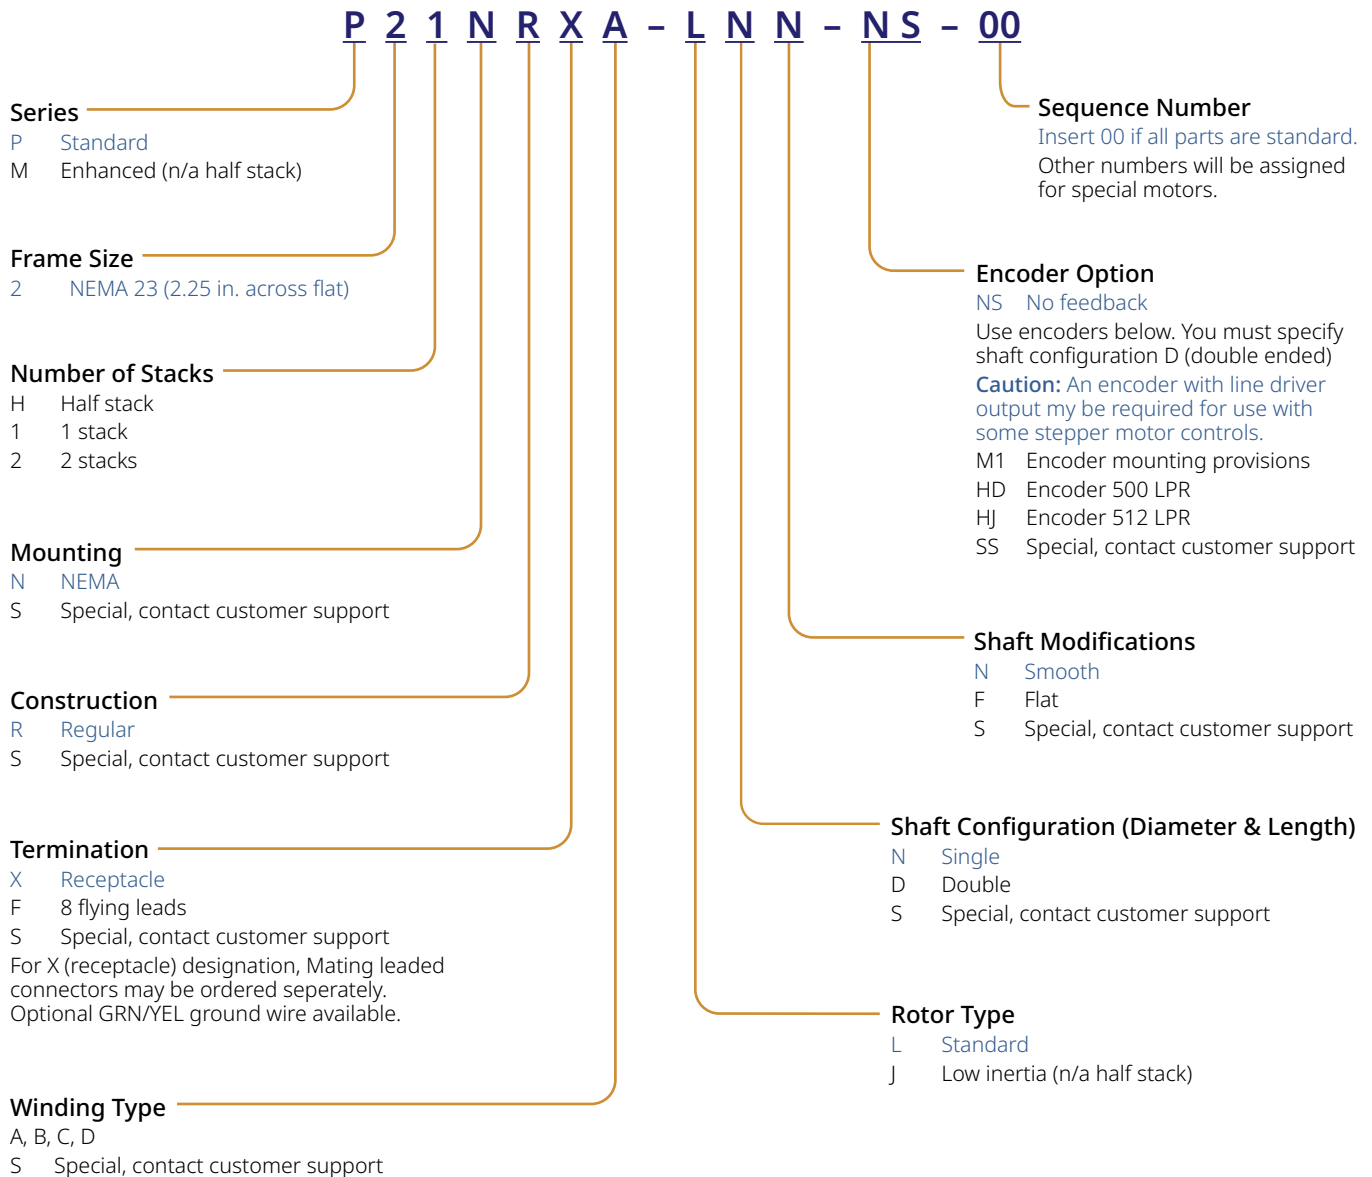 P 2 1 N R X A – L N N – N S – 00
Series
P Standard
M Enhanced (n/a half stack)
Frame Size
2 NEMA 23 (2.25 in. across flat)
Number of Stacks
H Half stack
1 1 stack
2 2 stacks
Mounting
N NEMA
S Special, contact customer support
Construction
R Regular
S Special, contact customer support
Termination
X Receptacle
F 8 flying leads
S Special, contact customer support
For X (receptacle) designation, Mating leaded
connectors may be ordered seperately.
Optional GRN/YEL ground wire available.
Winding Type
A, B, C, D
S Special, contact customer support
Sequence Number
Insert 00 if all parts are standard.
Other numbers will be assigned
for special motors.
Encoder Option
NS No feedback
Use encoders below. You must specify
shaft configuration D (double ended)
Caution: An encoder with line driver
output my be required for use with
some stepper motor controls.
M1 Encoder mounting provisions
HD Encoder 500 LPR
HJ Encoder 512 LPR
SS Special, contact customer support
Shaft Modifications
N Smooth
F Flat
S Special, contact customer support
Shaft Configuration (Diameter & Length)
N Single
D Double
S Special, contact customer support
Rotor Type
L Standard
J Low inertia (n/a half stack)